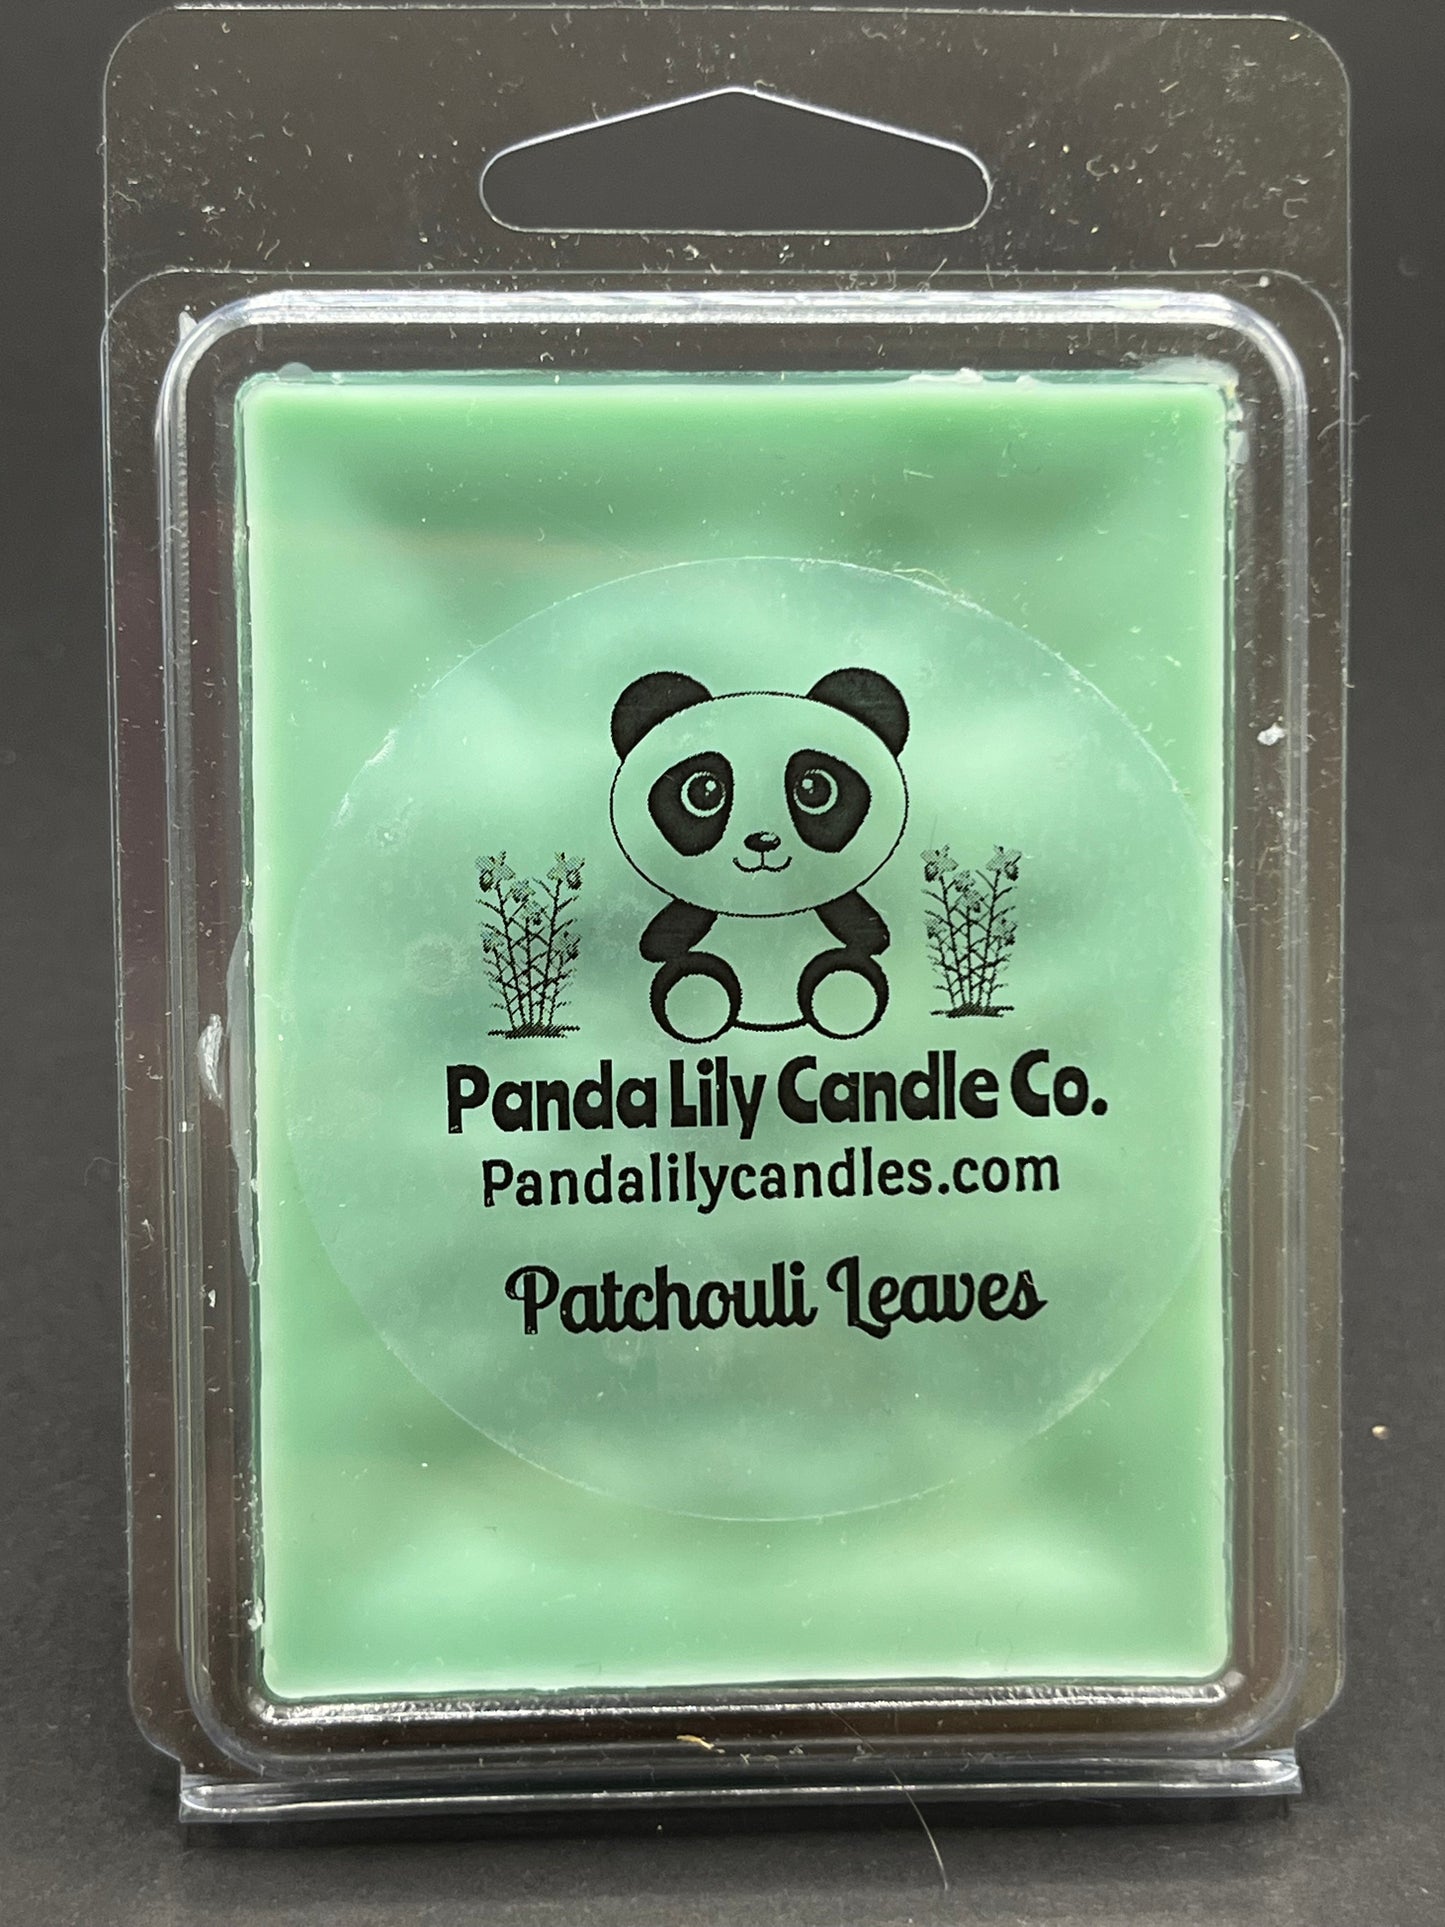 Panda Lily Candle Co.
Pandalilycandles.com
Patchouli Leaves